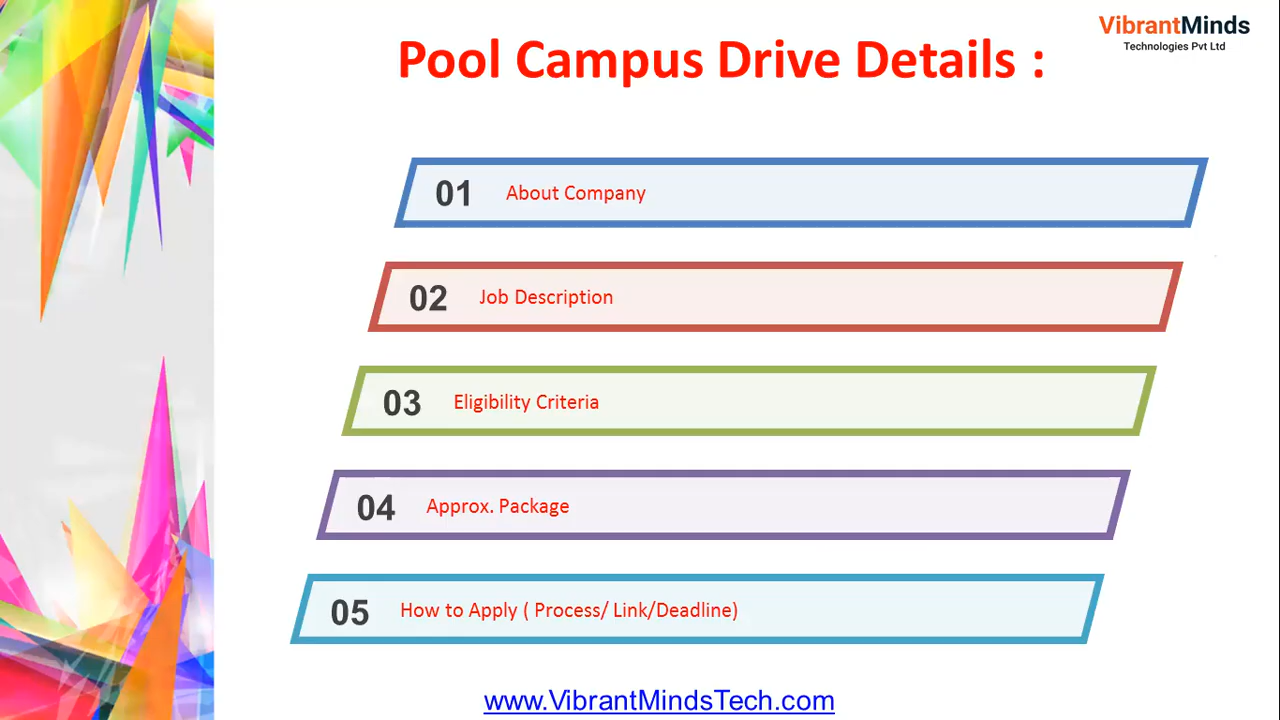 VibrantMinds
Technologies Pvt Ltd
Pool Campus Drive Details :
01 About Company
02 Job Description
03 Eligibility Criteria
04 Approx. Package
05 How to Apply ( Process/ Link/Deadline)
www.VibrantMindsTech.com